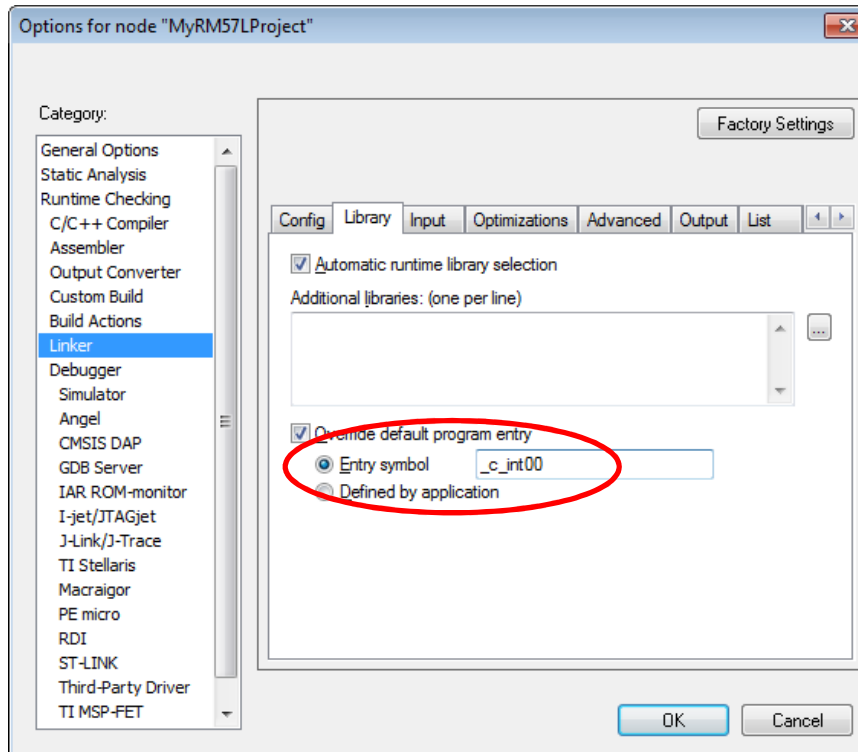 Options for node "MyRM57LProject"
Category:
Factory Settings
General Options
Static Analysis
Runtime Checking
C/C++ Compiler
Assembler
Output Converter
Custom Build
Build Actions
Linker
Debugger
Simulator
Angel
CMSIS DAP
GDB Server
IAR ROM-monitor
I-jet/JTAGjet
J-Link/J-Trace
TI Stellaris
Macraigor
PE micro
RDI
ST-LINK
Third-Party Driver
TI MSP-FET
Config Library Input Optimizations Advanced Output List
Automatic runtime library selection
Additional libraries: (one per line)
...
Override default program entry
Entry symbol _c_int00
Defined by application
OK Cancel